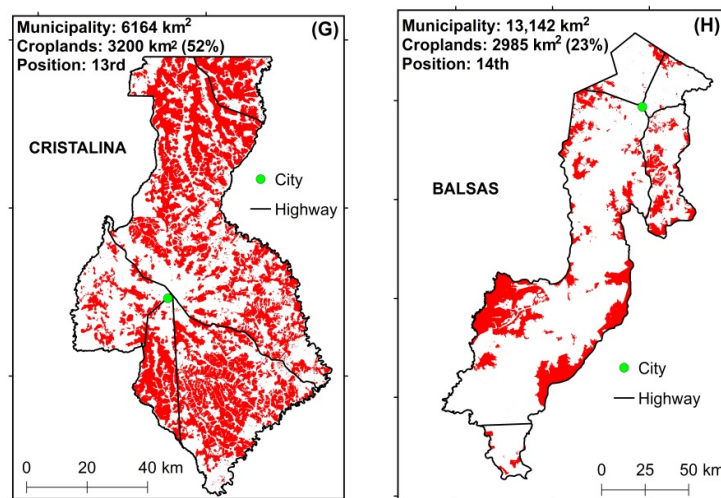 Municipality: 6164 km²
Croplands: 3200 km² (52%)
Position: 13rd
(G)
CRISTALINA
City
Highway
0 20 40 km
Municipality: 13,142 km²
Croplands: 2985 km² (23%)
Position: 14th
(H)
BALSAS
City
Highway
0 25 50 km